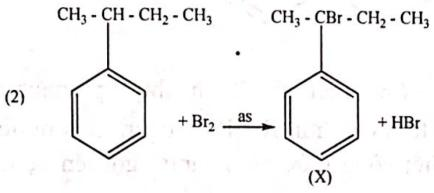 CH₃ - CH - CH₂ - CH₃
CH₃ - CBr - CH₂ - CH₃
(2)
+ Br₂ as + HBr
(X)